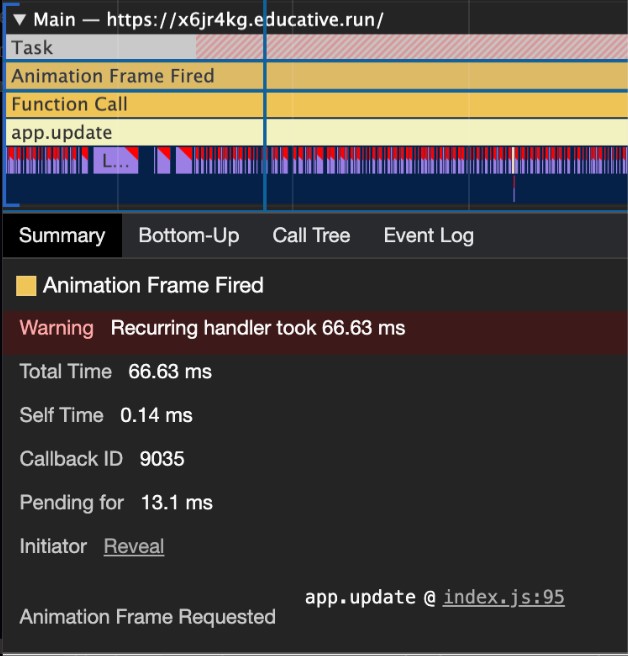 ▼ Main — https://x6jr4kg.educative.run/
Task
Animation Frame Fired
Function Call
app.update
L...
Summary Bottom-Up Call Tree Event Log
Animation Frame Fired
Warning Recurring handler took 66.63 ms
Total Time 66.63 ms
Self Time 0.14 ms
Callback ID 9035
Pending for 13.1 ms
Initiator Reveal
app.update @ index.js:95
Animation Frame Requested